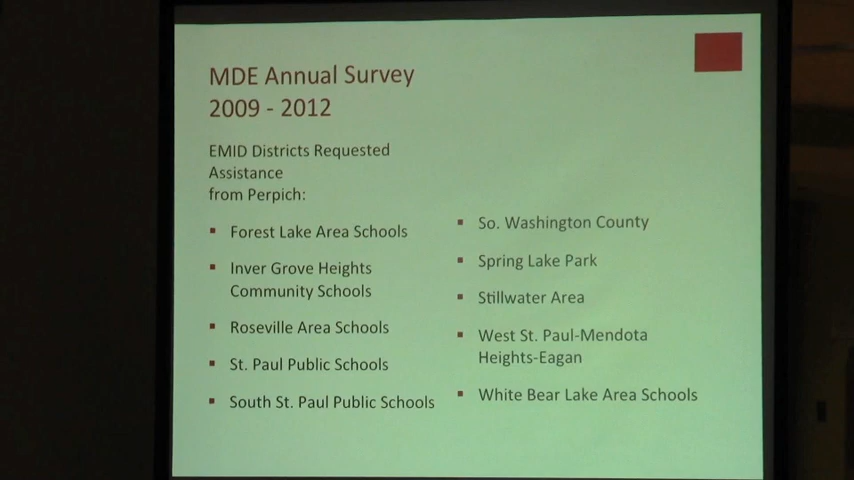 MDE Annual Survey
2009 - 2012
EMID Districts Requested
Assistance
from Perpich:
▪ Forest Lake Area Schools
▪ Inver Grove Heights
Community Schools
▪ Roseville Area Schools
▪ St. Paul Public Schools
▪ South St. Paul Public Schools
▪ So. Washington County
▪ Spring Lake Park
▪ Stillwater Area
▪ West St. Paul-Mendota
Heights-Eagan
▪ White Bear Lake Area Schools